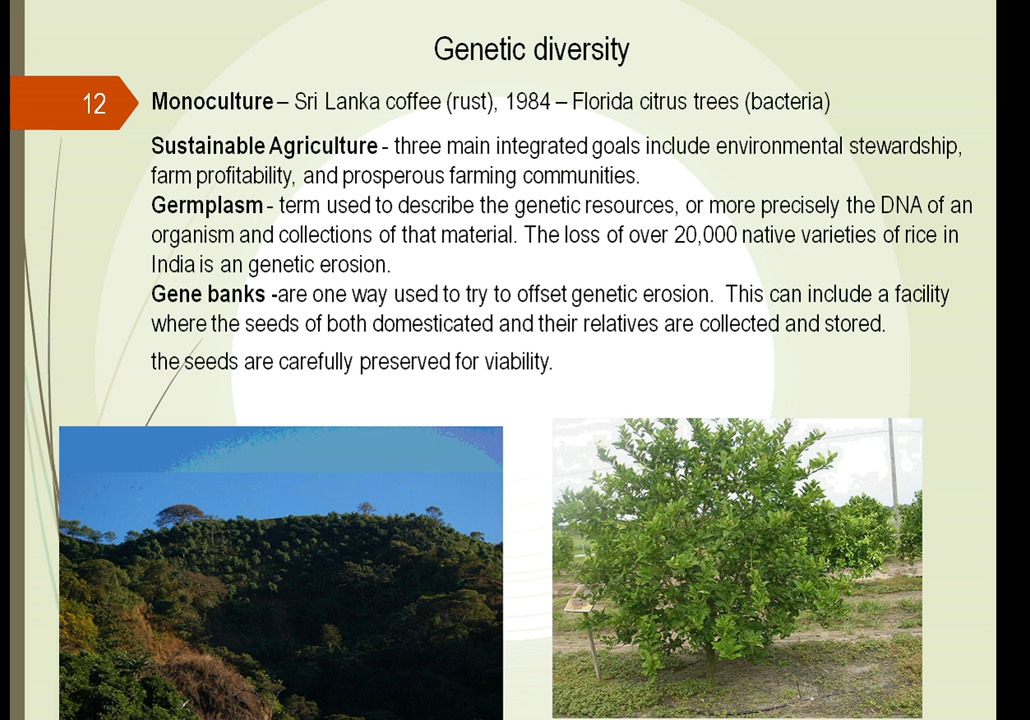 Genetic diversity
12
Monoculture – Sri Lanka coffee (rust), 1984 – Florida citrus trees (bacteria)
Sustainable Agriculture - three main integrated goals include environmental stewardship,
farm profitability, and prosperous farming communities.
Germplasm - term used to describe the genetic resources, or more precisely the DNA of an
organism and collections of that material. The loss of over 20,000 native varieties of rice in
India is an genetic erosion.
Gene banks -are one way used to try to offset genetic erosion. This can include a facility
where the seeds of both domesticated and their relatives are collected and stored.
the seeds are carefully preserved for viability.